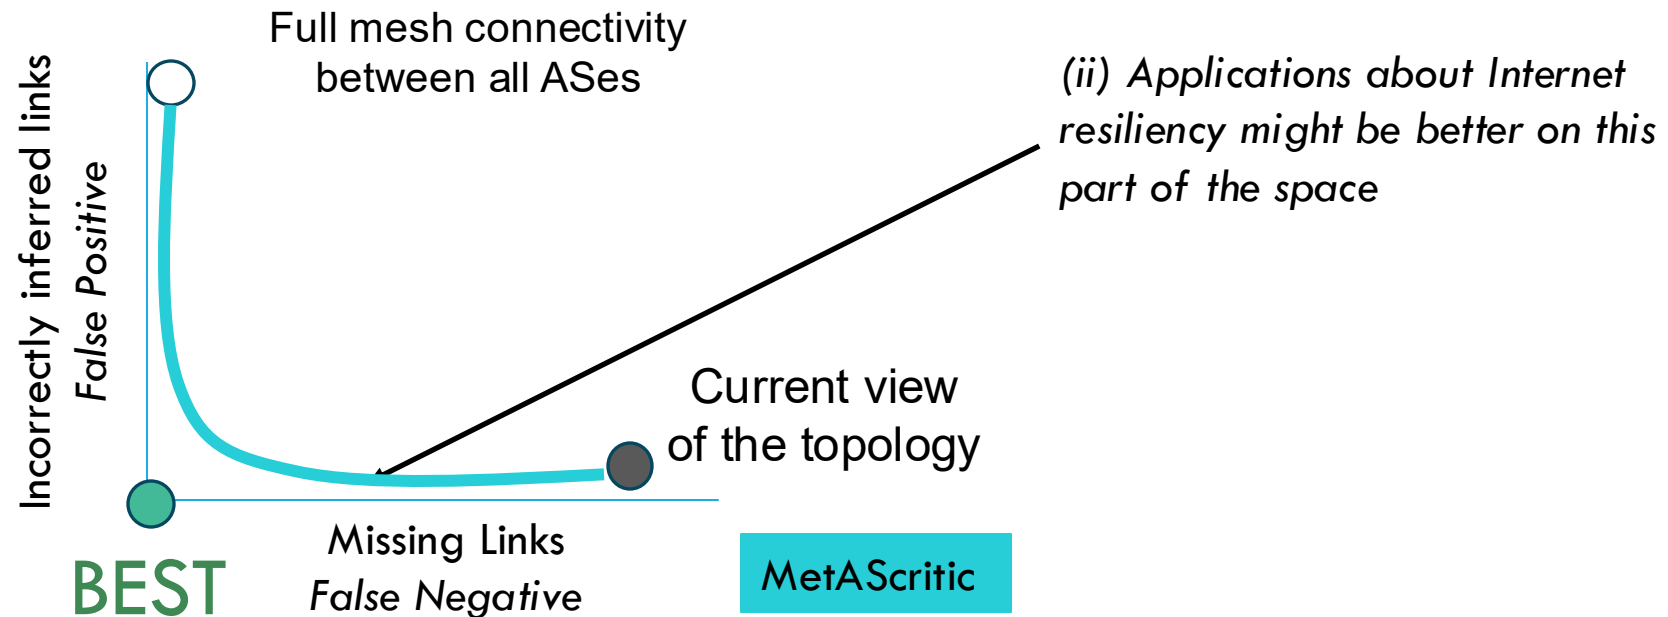 Full mesh connectivity
between all ASes
(ii) Applications about Internet
resiliency might be better on this
part of the space
Incorrectly inferred links
False Positive
Current view
of the topology
Missing Links
False Negative
BEST
MetAScritic